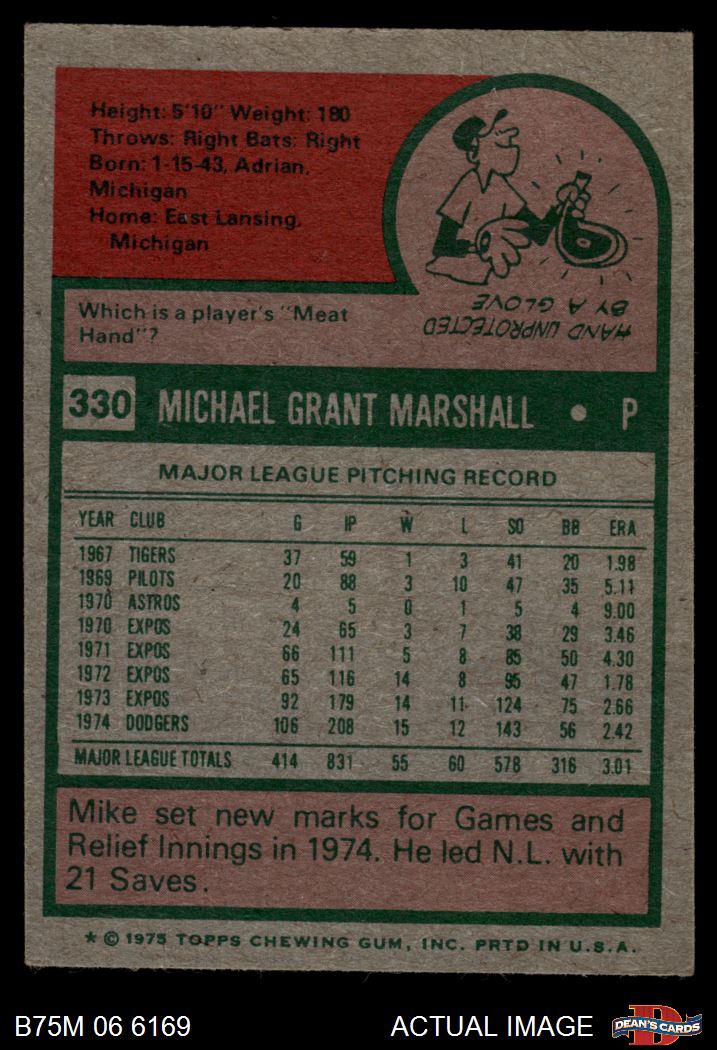 Height: 5'10" Weight: 180
Throws: Right Bats: Right
Born: 1-15-43, Adrian,
Michigan
Home: East Lansing,
Michigan
Which is a player's "Meat
Hand"?
HAND UNPROTECTED
BY A GLOVE
330 MICHAEL GRANT MARSHALL • P
MAJOR LEAGUE PITCHING RECORD
YEAR CLUB G IP W L SO BB ERA
1967 TIGERS 37 59 1 3 41 20 1.98
1969 PILOTS 20 88 3 10 47 35 5.11
1970 ASTROS 4 5 0 1 5 4 9.00
1970 EXPOS 24 65 3 7 38 29 3.46
1971 EXPOS 66 111 5 8 85 50 4.30
1972 EXPOS 65 116 14 8 95 47 1.78
1973 EXPOS 92 179 14 11 124 75 2.66
1974 DODGERS 106 208 15 12 143 56 2.42
MAJOR LEAGUE TOTALS 414 831 55 60 578 316 3.01
Mike set new marks for Games and
Relief Innings in 1974. He led N.L. with
21 Saves.
* © 1975 TOPPS CHEWING GUM, INC. PRTD IN U.S.A.
B75M 06 6169 ACTUAL IMAGE DEAN'S CARDS